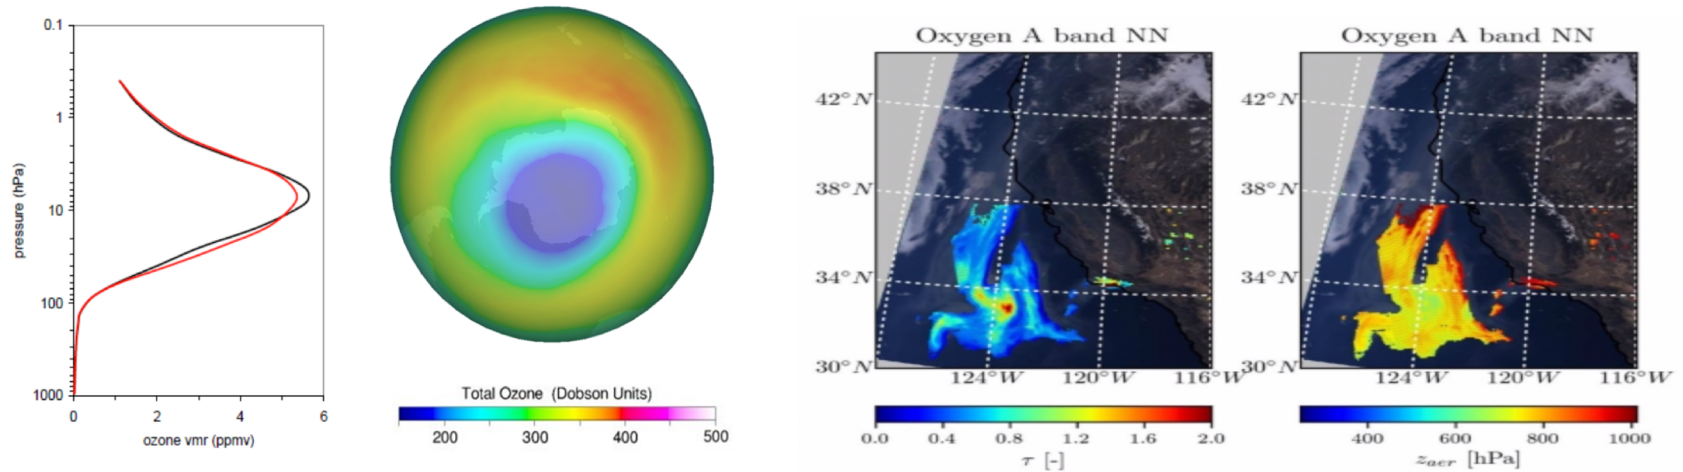 0.1
1
10
100
1000
pressure (hPa)
0 2 4 6
ozone vmr (ppmv)
Total Ozone (Dobson Units)
200 300 400 500
Oxygen A band NN
42°N
38°N
34°N
30°N
124°W 120°W 116°W
0.0 0.4 0.8 1.2 1.6 2.0
τ [-]
Oxygen A band NN
42°N
38°N
34°N
30°N
124°W 120°W 116°W
400 600 800 1000
z_aer [hPa]